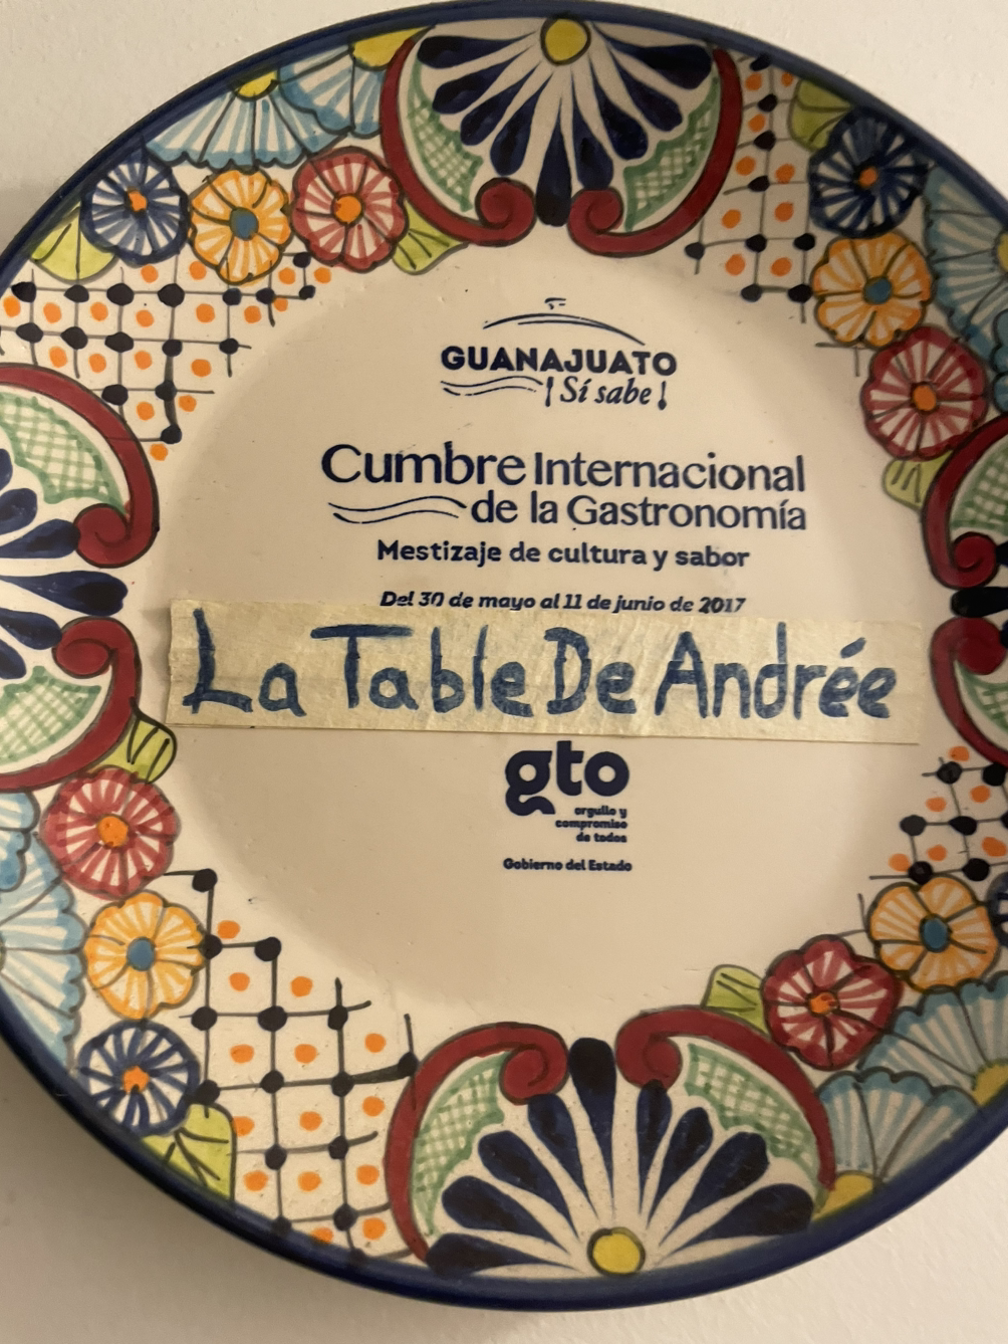 GUANAJUATO
¡Sí sabe!
Cumbre Internacional
de la Gastronomía
Mestizaje de cultura y sabor
Del 30 de mayo al 11 de junio de 2017
La Table De Andrée
gto
orgullo y
compromiso
de todos
Gobierno del Estado